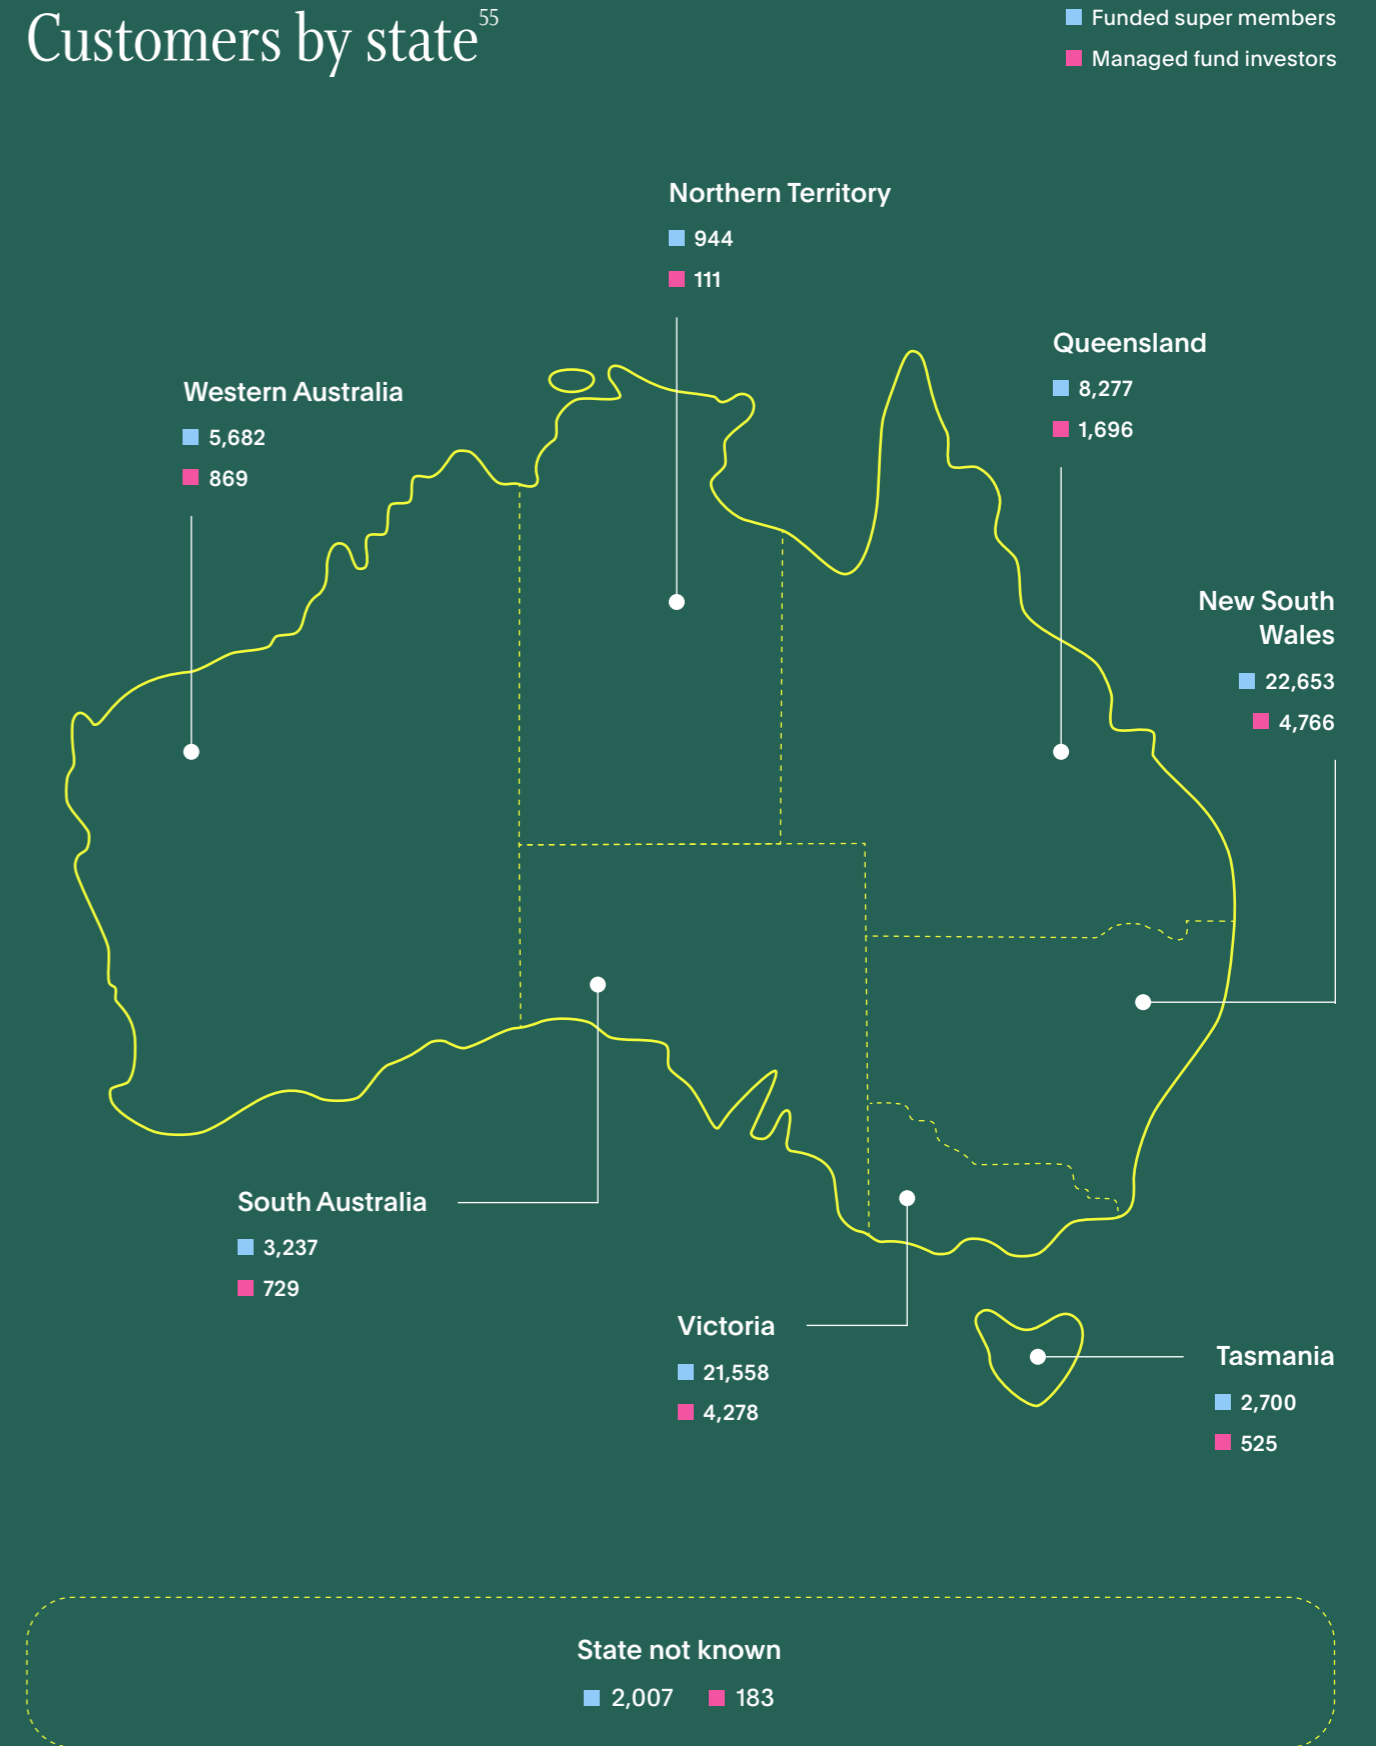 Customers by state55
Funded super members
Managed fund investors
Northern Territory
944
111
Queensland
8,277
1,696
Western Australia
5,682
869
New South
Wales
22,653
4,766
South Australia
3,237
729
Victoria
21,558
4,278
Tasmania
2,700
525
State not known
2,007 183